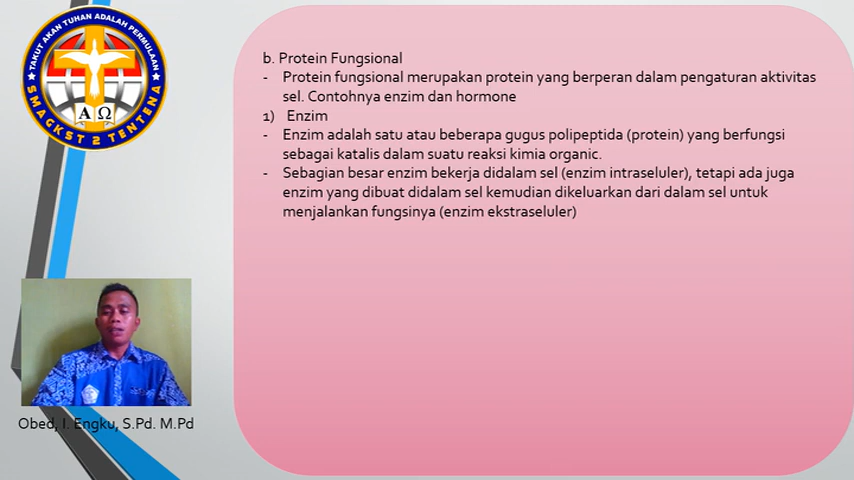 TAKUT AKAN TUHAN ADALAH PERMULAAN
A Ω
SMAGKST 2 TENTENA
b. Protein Fungsional
- Protein fungsional merupakan protein yang berperan dalam pengaturan aktivitas
sel. Contohnya enzim dan hormone
1) Enzim
- Enzim adalah satu atau beberapa gugus polipeptida (protein) yang berfungsi
sebagai katalis dalam suatu reaksi kimia organic.
- Sebagian besar enzim bekerja didalam sel (enzim intraseluler), tetapi ada juga
enzim yang dibuat didalam sel kemudian dikeluarkan dari dalam sel untuk
menjalankan fungsinya (enzim ekstraseluler)
Obed, I. Engku, S.Pd. M.Pd